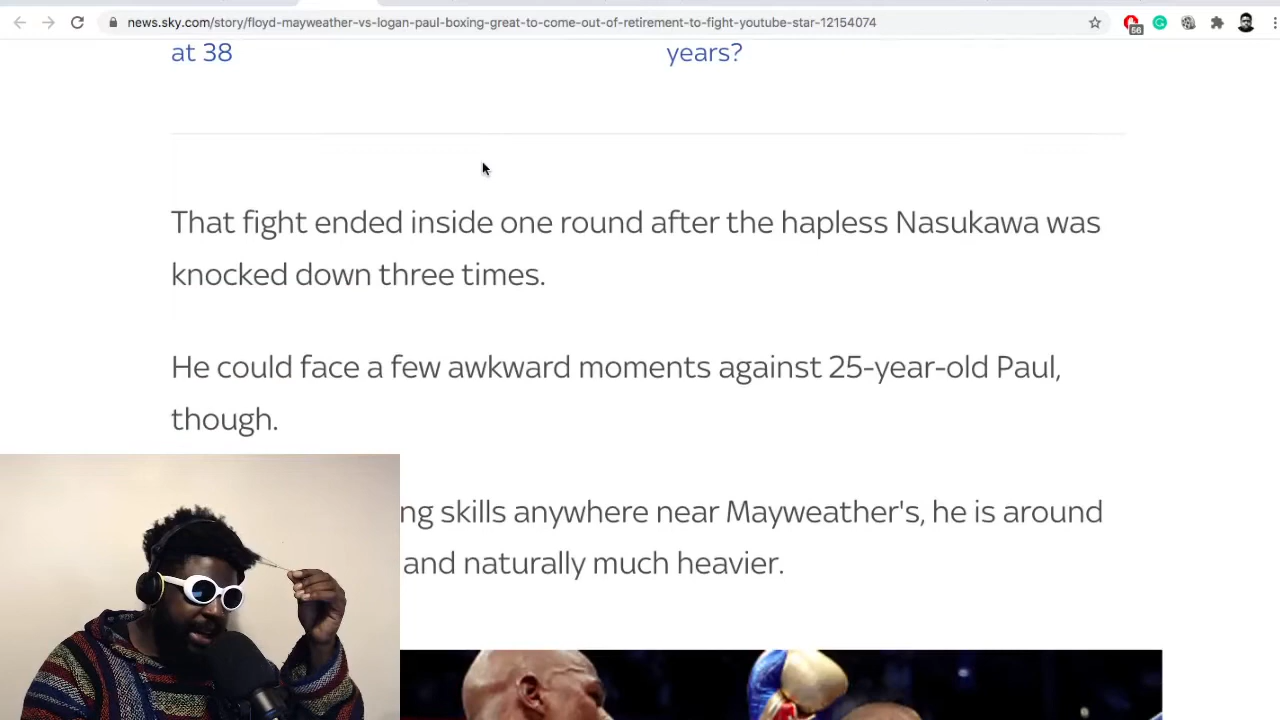 news.sky.com/story/floyd-mayweather-vs-logan-paul-boxing-great-to-come-out-of-retirement-to-fight-youtube-star-12154074
56
at 38
years?
That fight ended inside one round after the hapless Nasukawa was
knocked down three times.
He could face a few awkward moments against 25-year-old Paul,
though.
ng skills anywhere near Mayweather's, he is around
and naturally much heavier.